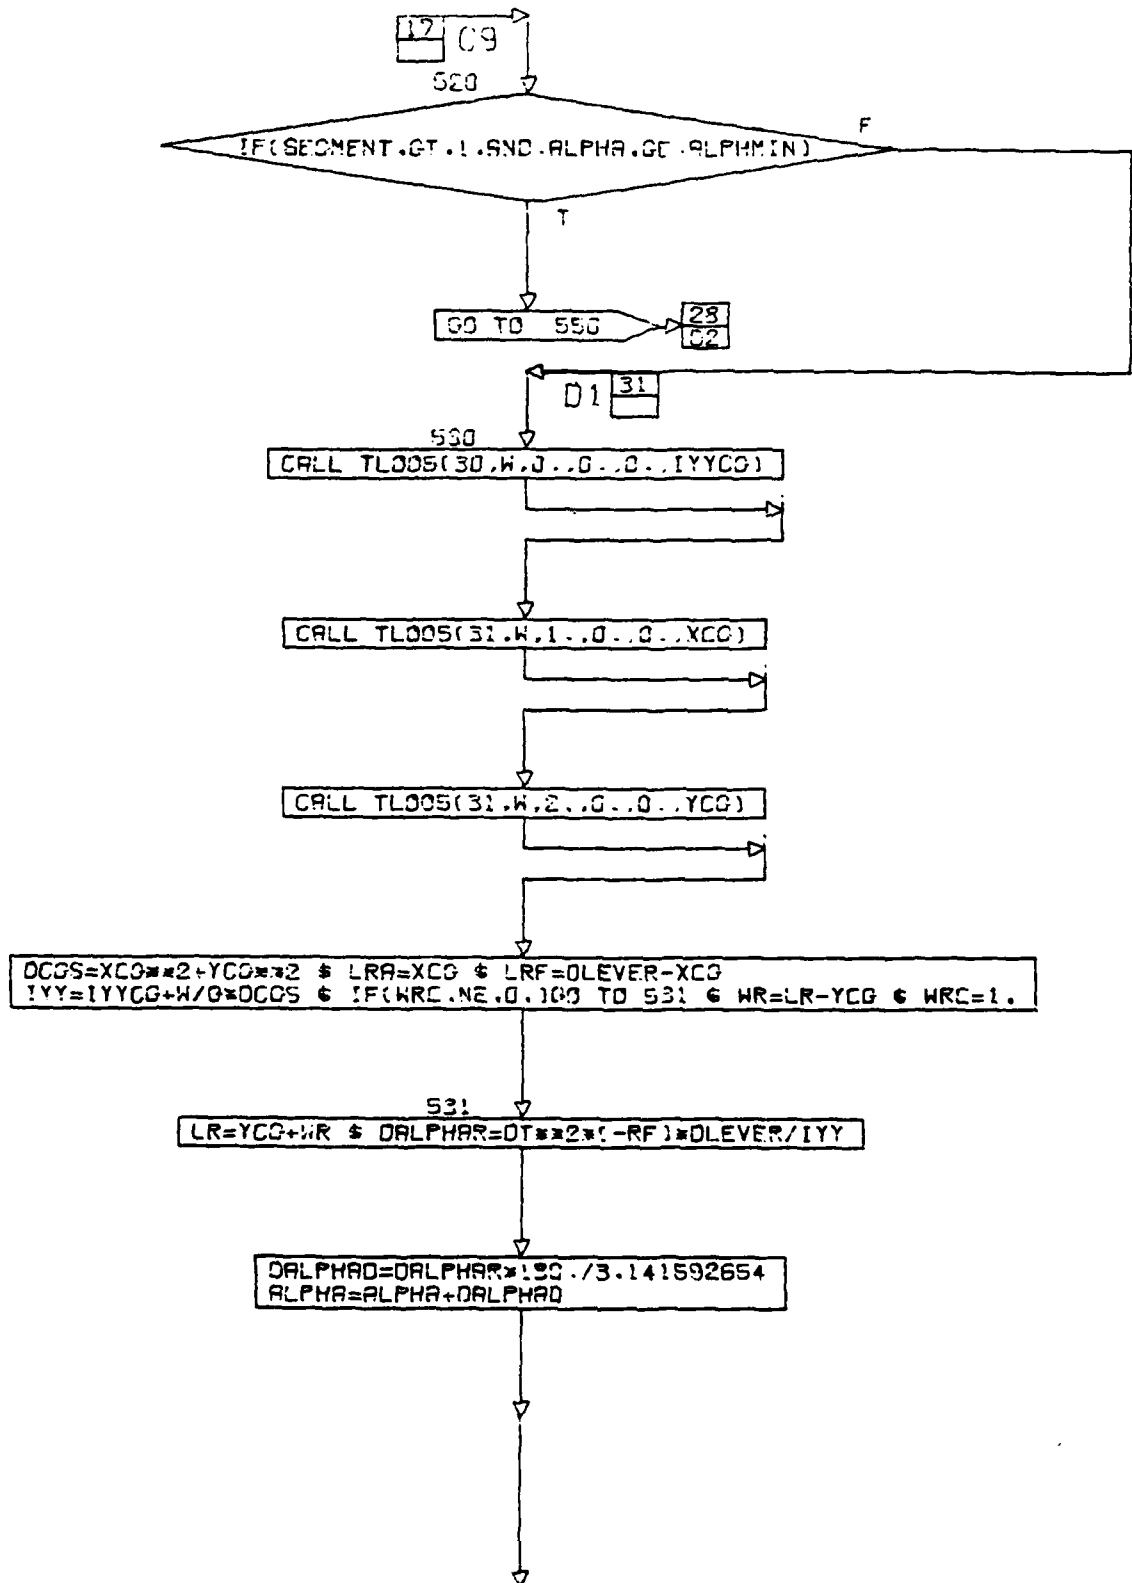 17
C9
520
IF(SEGMENT.GT.1.AND.ALPHA.GE.ALPHMIN)
F
T
GO TO 550
28
02
D1
31
530
CALL TL005(30,W,0.,0.,0.,IYYCG)
CALL TL005(31,W,1.,0.,0.,XCG)
CALL TL005(31,W,2.,0.,0.,YCG)
DCGS=XCG**2+YCG**2 $ LRA=XCG $ LRF=DLEVER-XCG
IYY=IYYCG+W/G*DCGS $ IF(WRC.NE.0.)GO TO 531 $ WR=LR-YCG $ WRC=1.
531
LR=YCG+WR $ DALPHAR=DT**2*(-RF)*DLEVER/IYY
DALPHAD=DALPHAR*180./3.141592654
ALPHA=ALPHA+DALPHAD